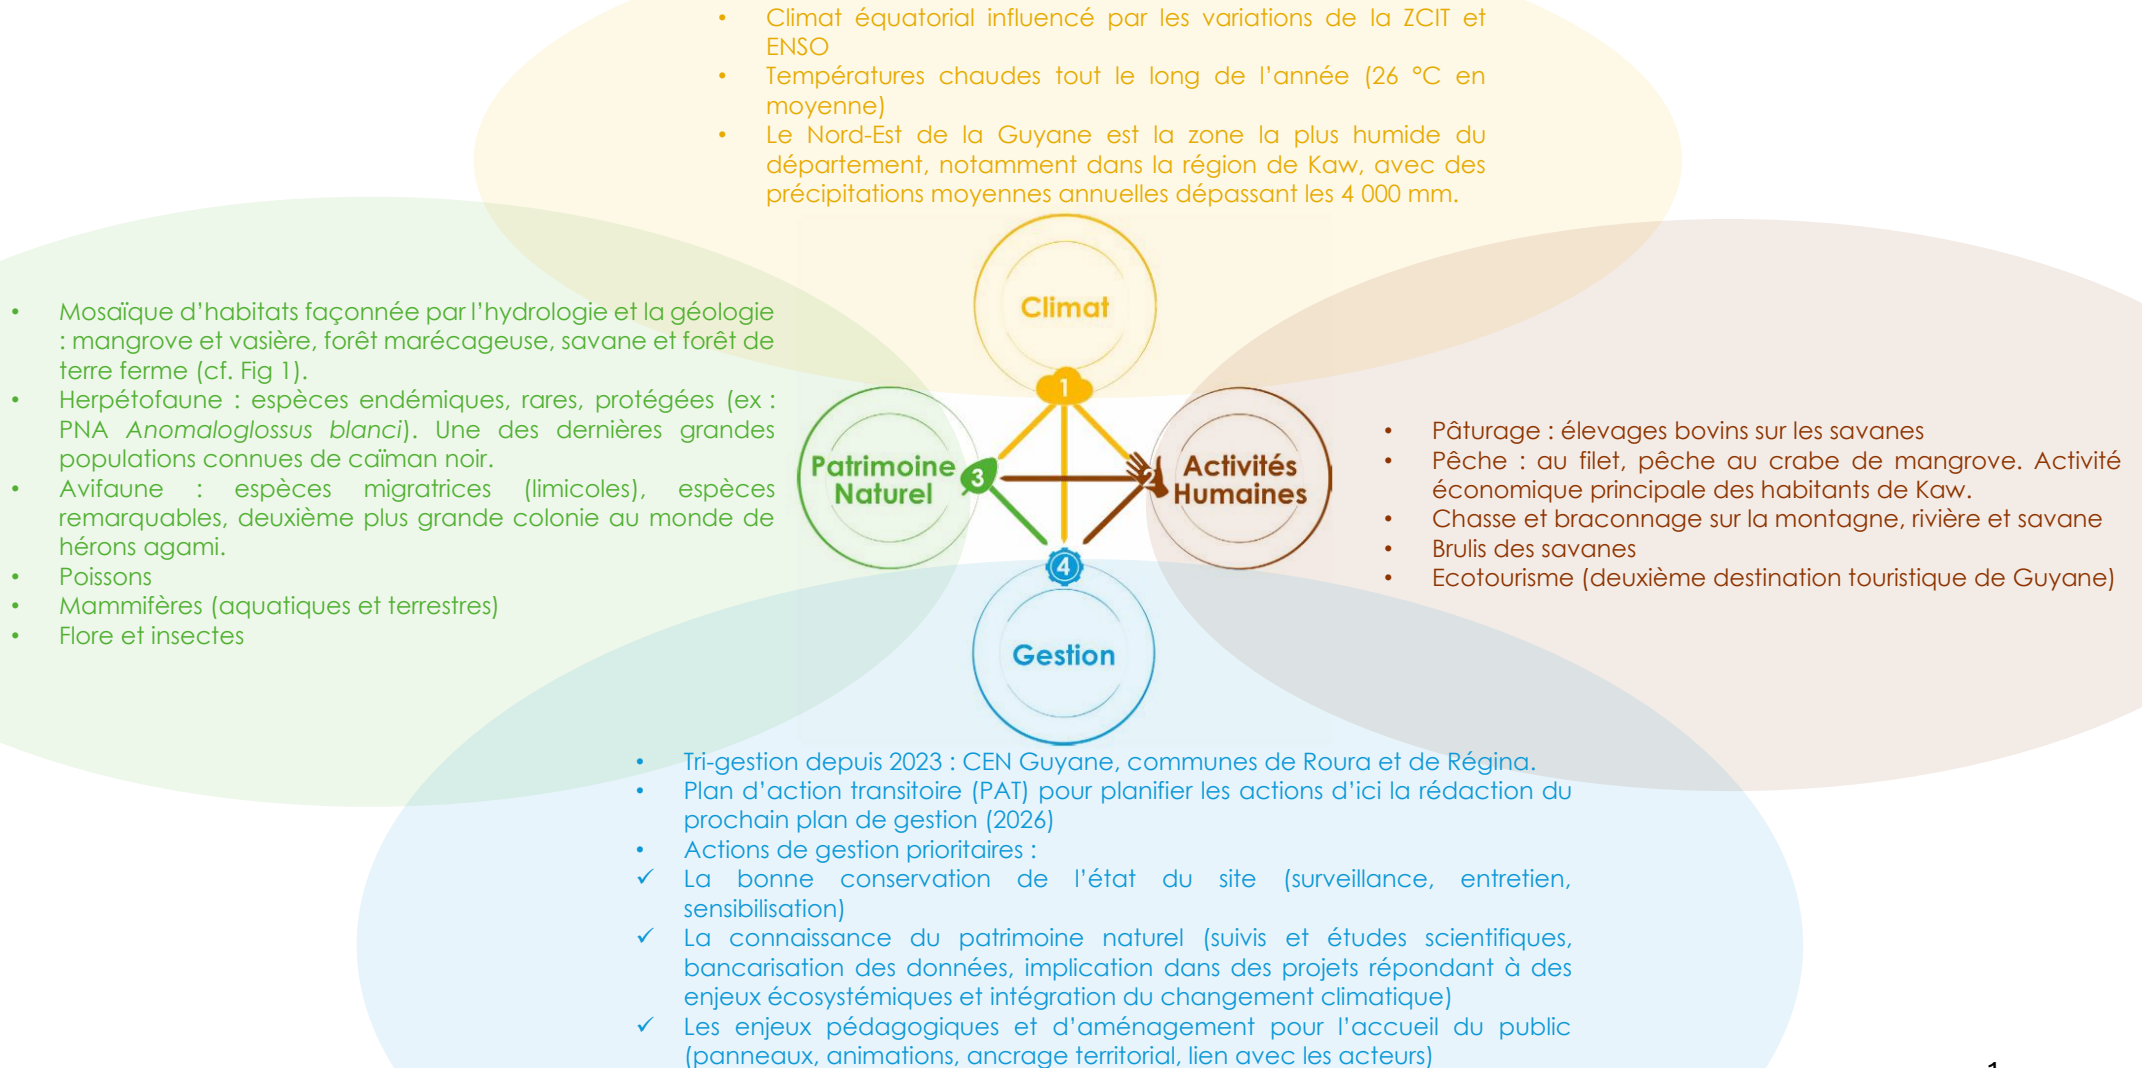 • Climat équatorial influencé par les variations de la ZCIT et
ENSO
• Températures chaudes tout le long de l'année (26 °C en
moyenne)
• Le Nord-Est de la Guyane est la zone la plus humide du
département, notamment dans la région de Kaw, avec des
précipitations moyennes annuelles dépassant les 4 000 mm.
• Mosaïque d'habitats façonnée par l'hydrologie et la géologie
: mangrove et vasière, forêt marécageuse, savane et forêt de
terre ferme (cf. Fig 1).
• Herpétofaune : espèces endémiques, rares, protégées (ex :
PNA Anomaloglossus blanci). Une des dernières grandes
populations connues de caïman noir.
• Avifaune : espèces migratrices (limicoles), espèces
remarquables, deuxième plus grande colonie au monde de
hérons agami.
• Poissons
• Mammifères (aquatiques et terrestres)
• Flore et insectes
Climat
1
Patrimoine
Naturel
3
2
Activités
Humaines
4
Gestion
• Pâturage : élevages bovins sur les savanes
• Pêche : au filet, pêche au crabe de mangrove. Activité
économique principale des habitants de Kaw.
• Chasse et braconnage sur la montagne, rivière et savane
• Brulis des savanes
• Ecotourisme (deuxième destination touristique de Guyane)
• Tri-gestion depuis 2023 : CEN Guyane, communes de Roura et de Régina.
• Plan d'action transitoire (PAT) pour planifier les actions d'ici la rédaction du
prochain plan de gestion (2026)
• Actions de gestion prioritaires :
✓ La bonne conservation de l'état du site (surveillance, entretien,
sensibilisation)
✓ La connaissance du patrimoine naturel (suivis et études scientifiques,
bancarisation des données, implication dans des projets répondant à des
enjeux écosystémiques et intégration du changement climatique)
✓ Les enjeux pédagogiques et d'aménagement pour l'accueil du public
(panneaux, animations, ancrage territorial, lien avec les acteurs)
1